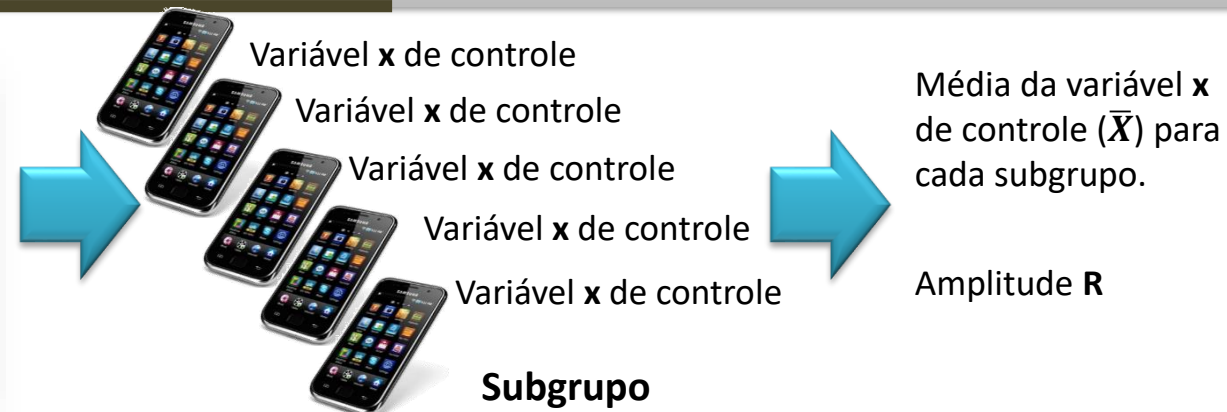 Variável x de controle
Variável x de controle
Variável x de controle
Variável x de controle
Variável x de controle
Subgrupo
Média da variável x
de controle (X̅) para
cada subgrupo.
Amplitude R